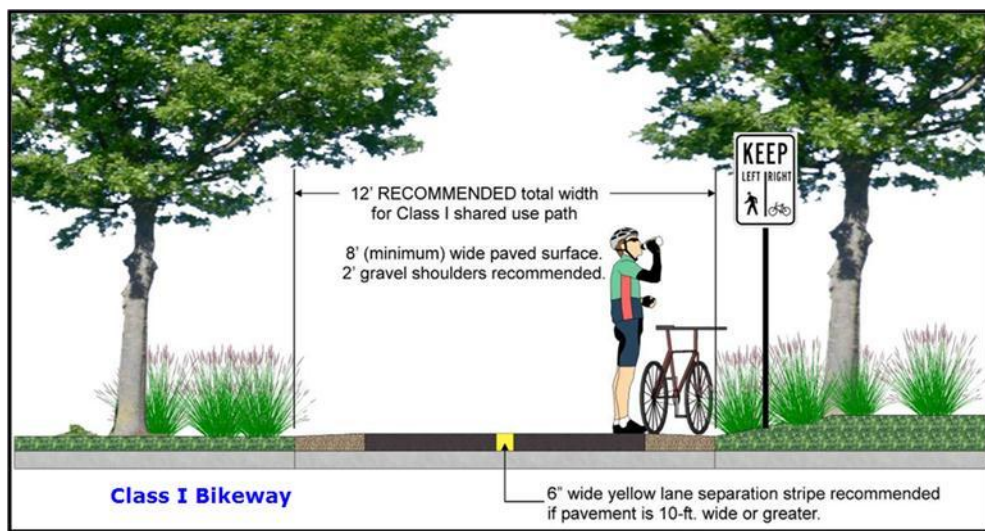 KEEP
LEFT RIGHT
12' RECOMMENDED total width
for Class I shared use path
8' (minimum) wide paved surface.
2' gravel shoulders recommended.
Class I Bikeway
6" wide yellow lane separation stripe recommended
if pavement is 10-ft. wide or greater.